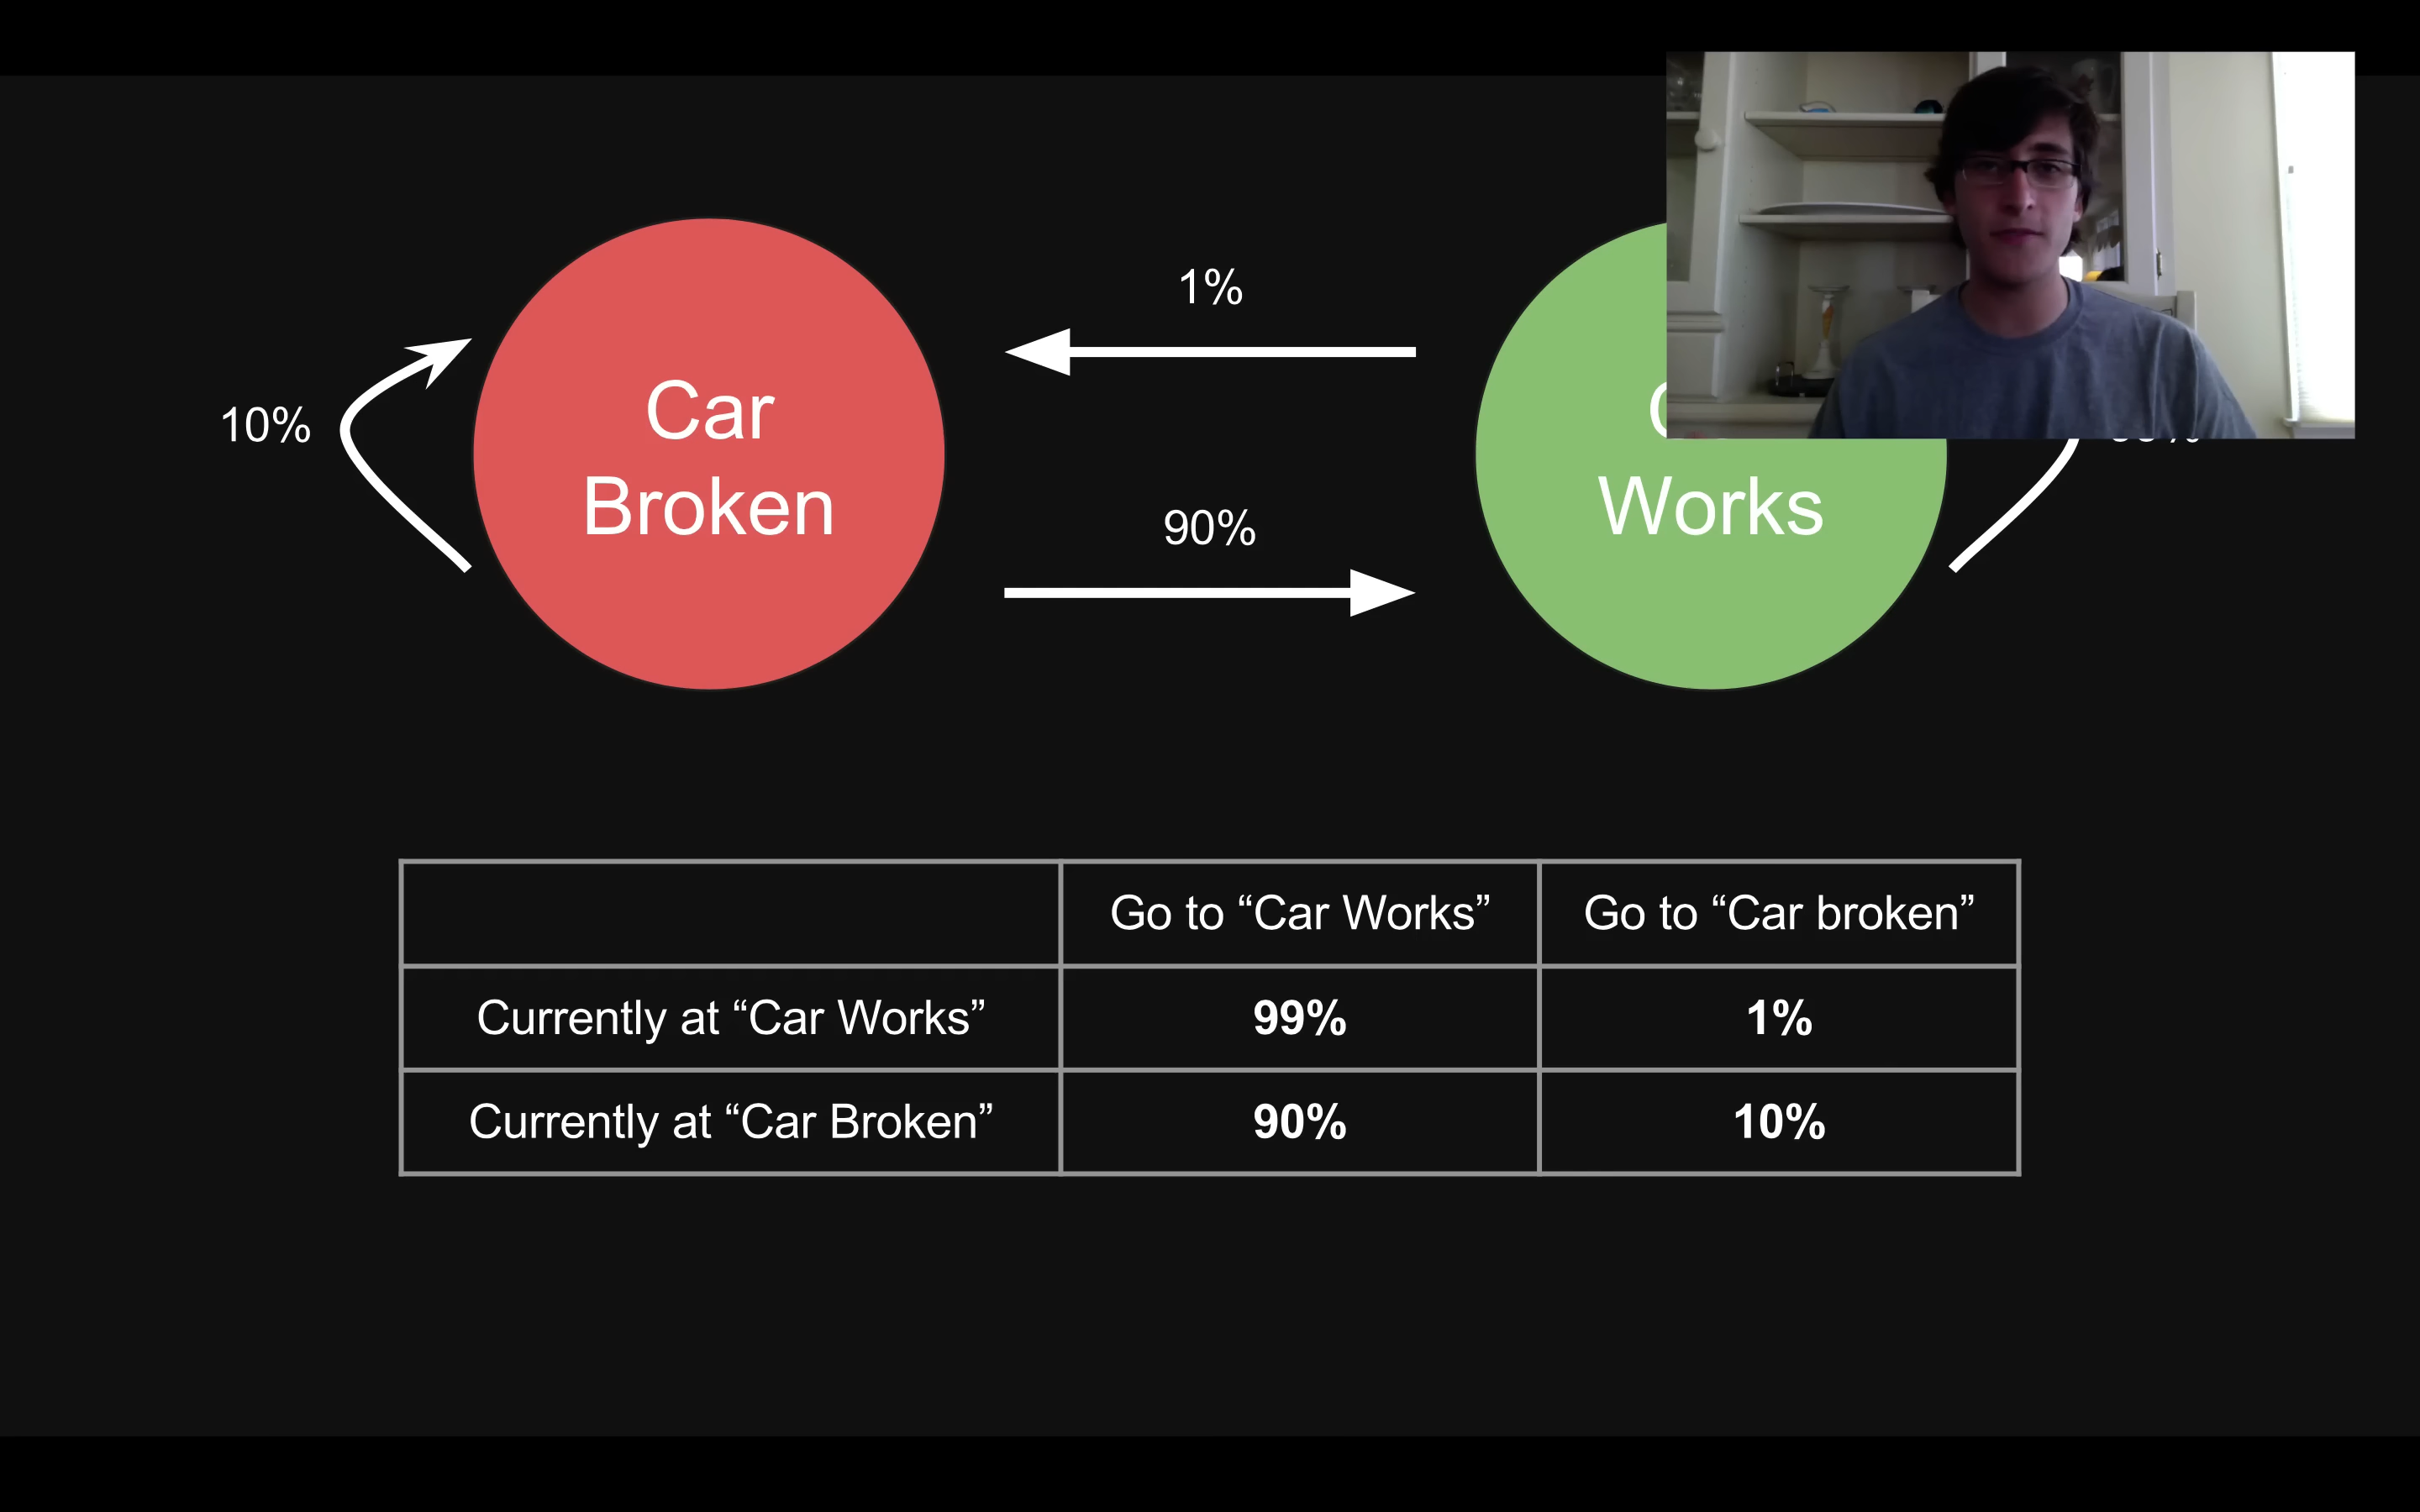 1%
10%
Car
Broken
Works
90%
Go to “Car Works”
Go to “Car broken”
Currently at “Car Works”
99%
1%
Currently at “Car Broken”
90%
10%